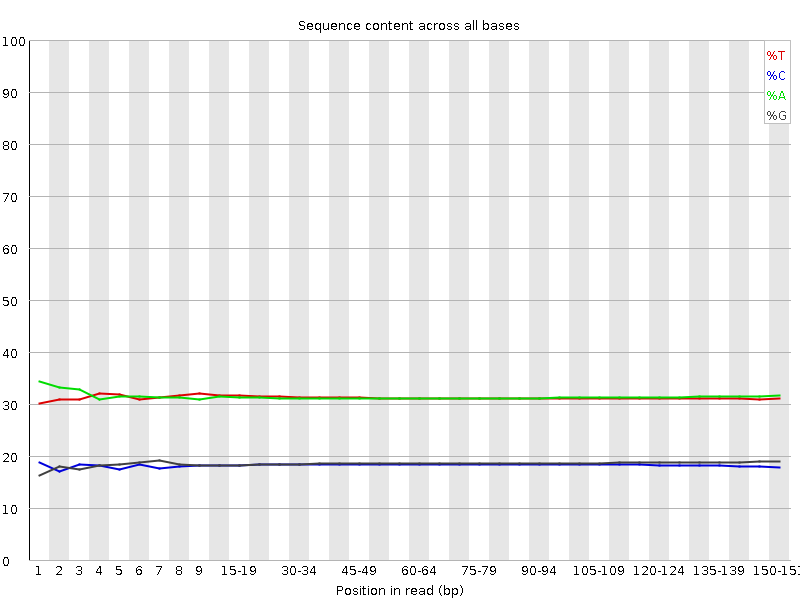 Sequence content across all bases
%T
%C
%A
%G
100
90
80
70
60
50
40
30
20
10
0
1 2 3 4 5 6 7 8 9 15-19 30-34 45-49 60-64 75-79 90-94 105-109 120-124 135-139 150-151
Position in read (bp)